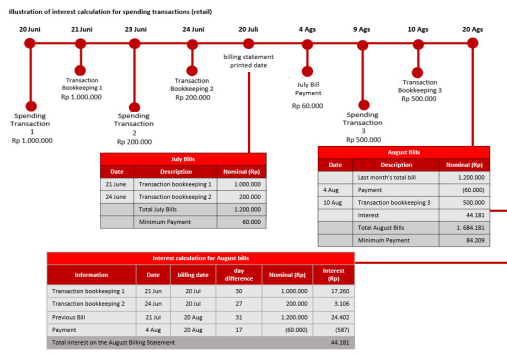 Illustration of interest calculation for spending transactions (retail)
20 Juni 21 Juni 23 Juni 24 Juni 20 Juli 4 Ags 9 Ags 10 Ags 20 Ags
billing statement
printed date
Transaction
Bookkeeping 1
Rp 1.000.000
Transaction
Bookkeeping 2
Rp 200.000
July Bill
Payment
Rp 60.000
Transaction
Bookkeeping 3
Rp 500.000
Spending
Transaction
1
Rp 1.000.000
Spending
Transaction
2
Rp 200.000
Spending
Transaction
3
Rp 500.000
July Bills
Date Description Nominal (Rp)
21 June Transaction bookkeeping 1 1.000.000
24 June Transaction bookkeeping 2 200.000
Total July Bills 1.200.000
Minimum Payment 60.000
August Bills
Date Description Nominal (Rp)
Last month's total bill 1.200.000
4 Aug Payment (60.000)
10 Aug Transaction bookkeeping 3 500.000
Interest 44.181
Total August Bills 1. 684.181
Minimum Payment 84.209
Interest calculation for August bills
Information Date billing date day difference Nominal (Rp) Interest (Rp)
Transaction bookkeeping 1 21 Jun 20 Jul 30 1.000.000 17.260
Transaction bookkeeping 2 24 Jun 20 Jul 27 200.000 3.106
Previous Bill 21 Jul 20 Aug 31 1.200.000 24.402
Payment 4 Aug 20 Aug 17 (60.000) (587)
Total interest on the August Billing Statement 44.181